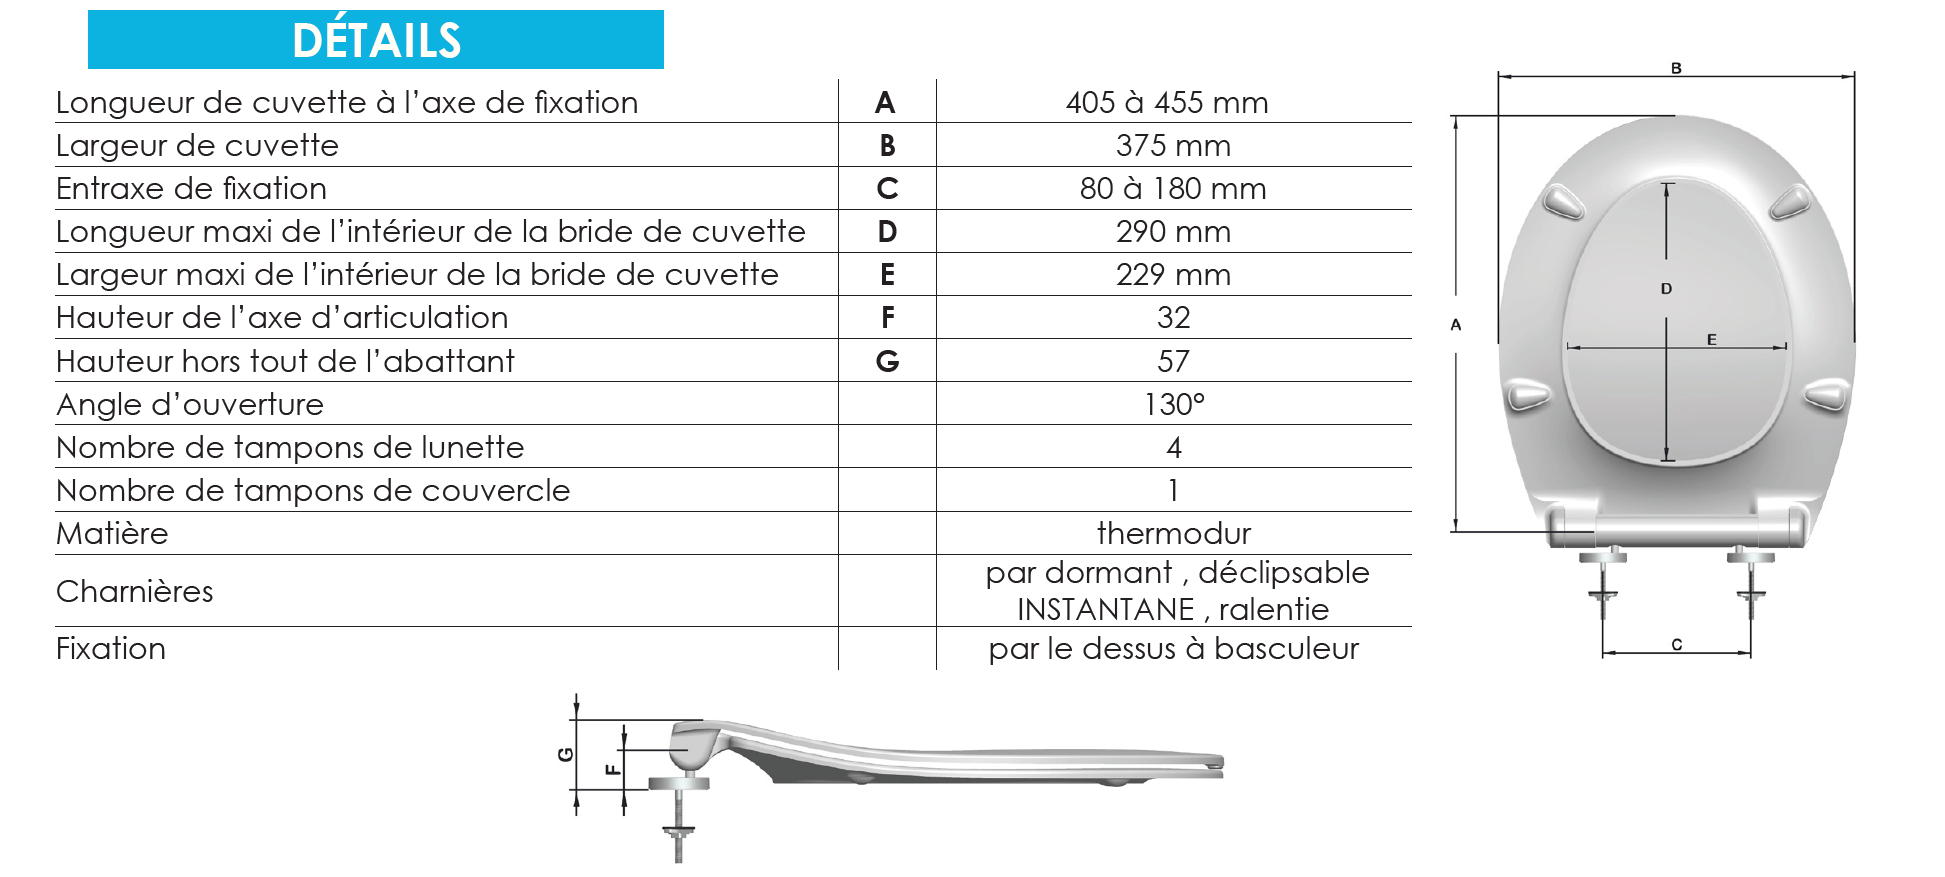 DÉTAILS
Longueur de cuvette à l’axe de fixation A 405 à 455 mm
Largeur de cuvette B 375 mm
Entraxe de fixation C 80 à 180 mm
Longueur maxi de l’intérieur de la bride de cuvette D 290 mm
Largeur maxi de l’intérieur de la bride de cuvette E 229 mm
Hauteur de l’axe d’articulation F 32
Hauteur hors tout de l’abattant G 57
Angle d’ouverture 130°
Nombre de tampons de lunette 4
Nombre de tampons de couvercle 1
Matière thermodur
Charnières par dormant , déclipsable
INSTANTANE , ralentie
Fixation par le dessus à basculeur
B
D
A
E
C
G
F